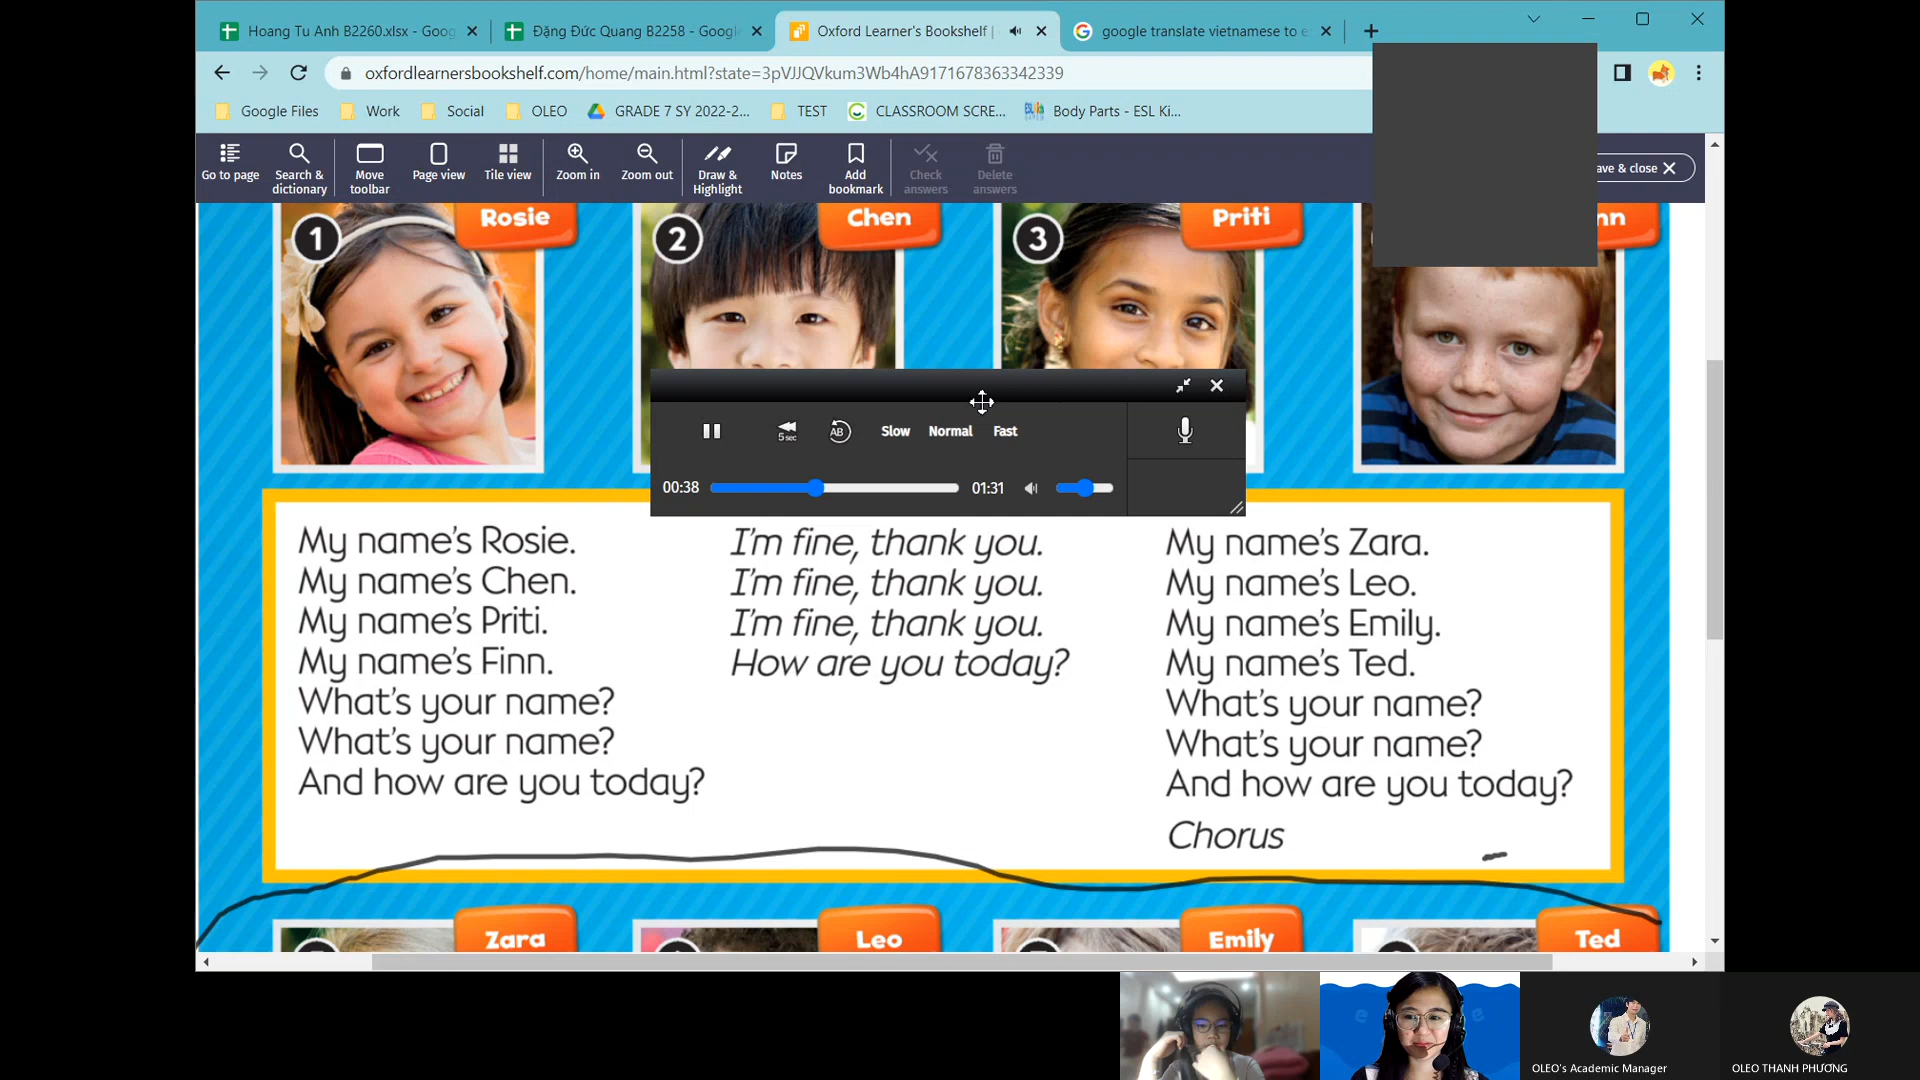 Hoang Tu Anh B2260.xlsx - Goog
Đặng Đức Quang B2258 - Googl
Oxford Learner's Bookshelf |
google translate vietnamese to e
oxfordlearnersbookshelf.com/home/main.html?state=3pVJJQVkum3Wb4hA9171678363342339
Google Files
Work
Social
OLEO
GRADE 7 SY 2022-2...
TEST
CLASSROOM SCRE...
Body Parts - ESL Ki...
Go to page
Search & dictionary
Move toolbar
Page view
Tile view
Zoom in
Zoom out
Draw & Highlight
Notes
Add bookmark
Check answers
Delete answers
ave & close
1
Rosie
2
Chen
3
Priti
nn
5 sec
AB
Slow
Normal
Fast
00:38
01:31
My name's Rosie.
My name's Chen.
My name's Priti.
My name's Finn.
What's your name?
What's your name?
And how are you today?
I'm fine, thank you.
I'm fine, thank you.
I'm fine, thank you.
How are you today?
My name's Zara.
My name's Leo.
My name's Emily.
My name's Ted.
What's your name?
What's your name?
And how are you today?
Chorus
Zara
Leo
Emily
Ted
OLEO's Academic Manager
OLEO THANH PHƯƠNG